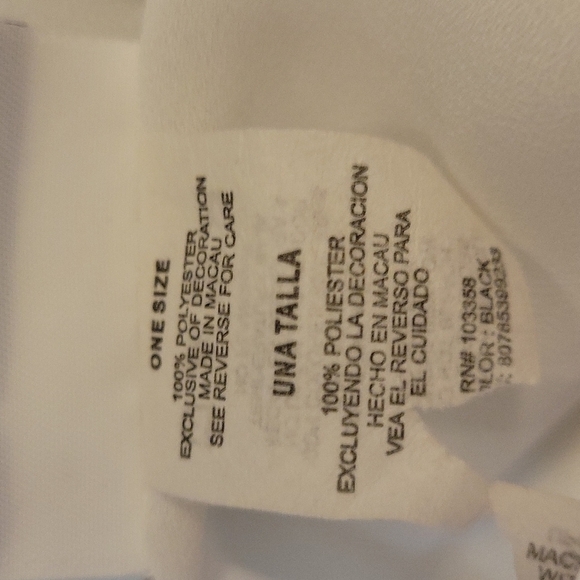 ONE SIZE
100% POLYESTER
EXCLUSIVE OF DECORATION
MADE IN MACAU
SEE REVERSE FOR CARE
UNA TALLA
100% POLIESTER
EXCLUYENDO LA DECORACION
HECHO EN MACAU
VEA EL REVERSO PARA
EL CUIDADO
RN# 103358
OLOR : BLACK